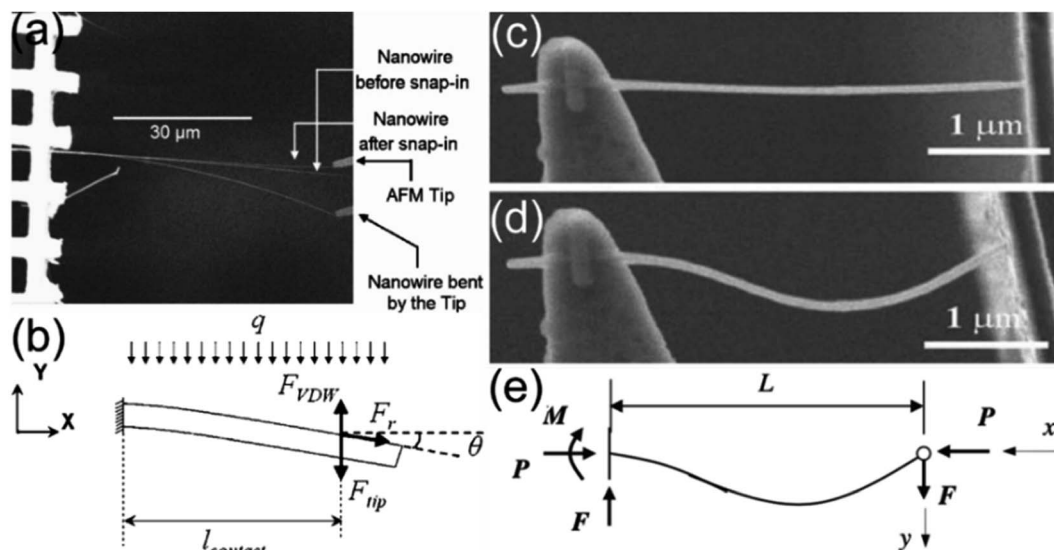 (a)
Nanowire
before snap-in
30 μm
Nanowire
after snap-in
AFM Tip
Nanowire bent
by the Tip
(b)
q
Y
X
F_VDW
F_r
θ
F_tip
l_contact
(c)
1 μm
(d)
1 μm
(e)
L
M
P
P
x
F
F
y